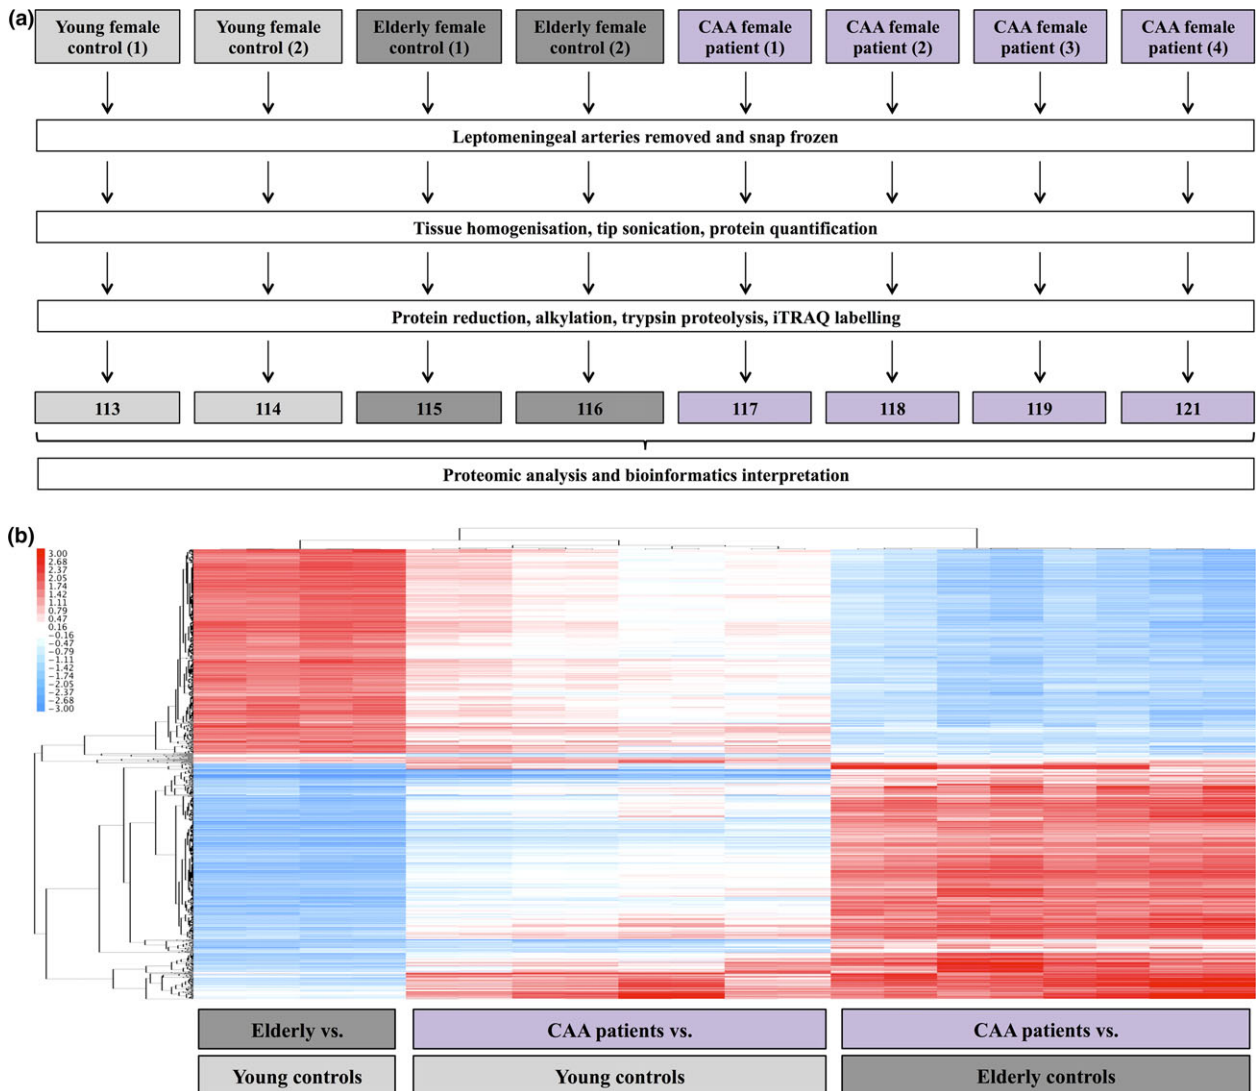 (a)
Young female
control (1)
Young female
control (2)
Elderly female
control (1)
Elderly female
control (2)
CAA female
patient (1)
CAA female
patient (2)
CAA female
patient (3)
CAA female
patient (4)
Leptomeningeal arteries removed and snap frozen
Tissue homogenisation, tip sonication, protein quantification
Protein reduction, alkylation, trypsin proteolysis, iTRAQ labelling
113
114
115
116
117
118
119
121
Proteomic analysis and bioinformatics interpretation
(b)
3.00
2.68
2.37
2.05
1.74
1.42
1.11
0.79
0.47
0.16
−0.16
−0.47
−0.79
−1.11
−1.42
−1.74
−2.05
−2.37
−2.68
−3.00
Elderly vs.
CAA patients vs.
CAA patients vs.
Young controls
Young controls
Elderly controls